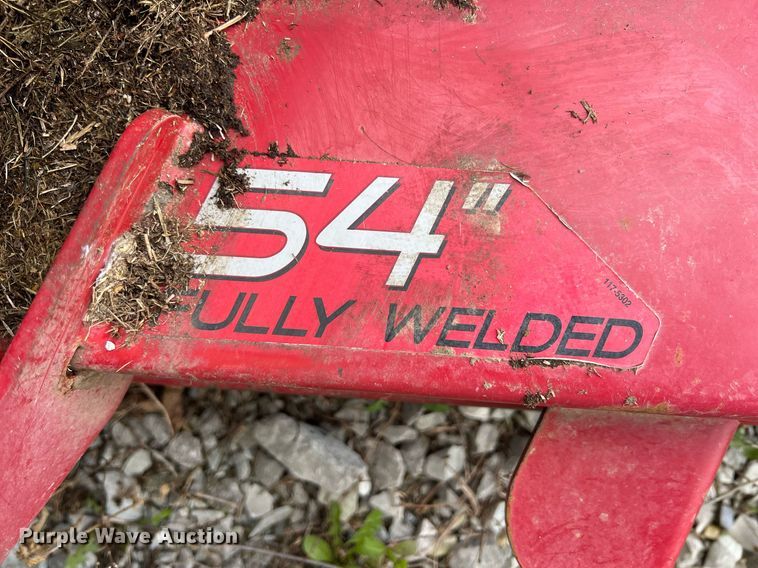 54"
FULLY WELDED
117-5302
Purple Wave Auction